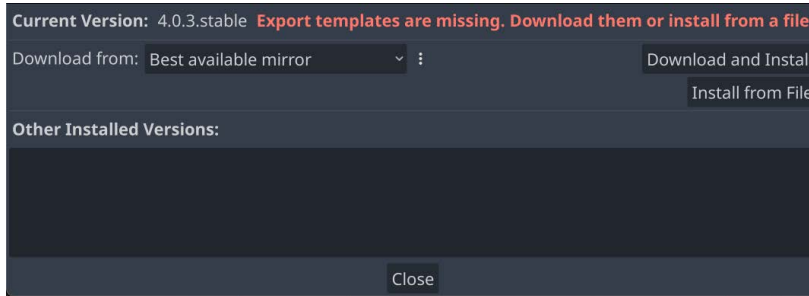 Current Version: 4.0.3.stable Export templates are missing. Download them or install from a file
Download from: Best available mirror Download and Instal
Install from File
Other Installed Versions:
Close